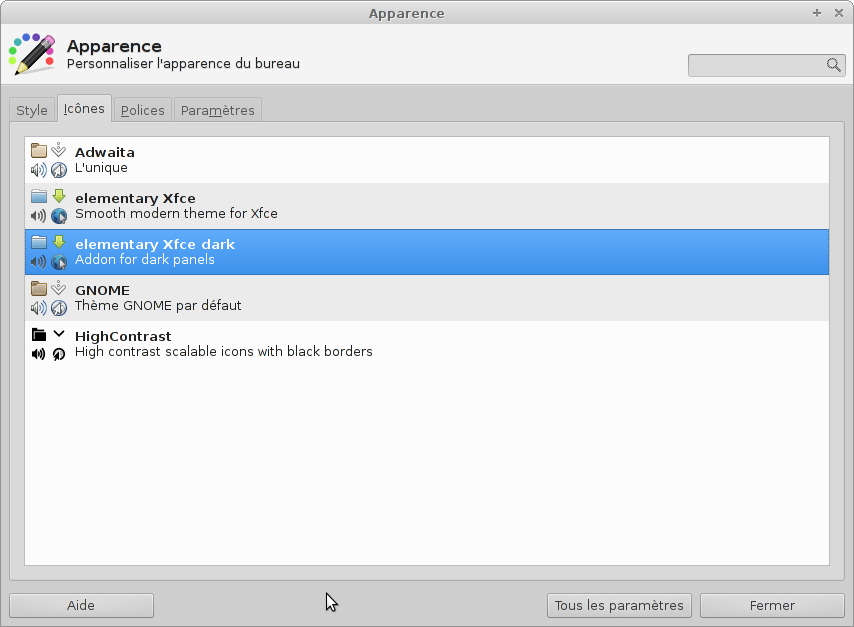 Apparence
Apparence
Personnaliser l'apparence du bureau
Style Icônes Polices Paramètres
Adwaita
L'unique
elementary Xfce
Smooth modern theme for Xfce
elementary Xfce dark
Addon for dark panels
GNOME
Thème GNOME par défaut
HighContrast
High contrast scalable icons with black borders
Aide Tous les paramètres Fermer